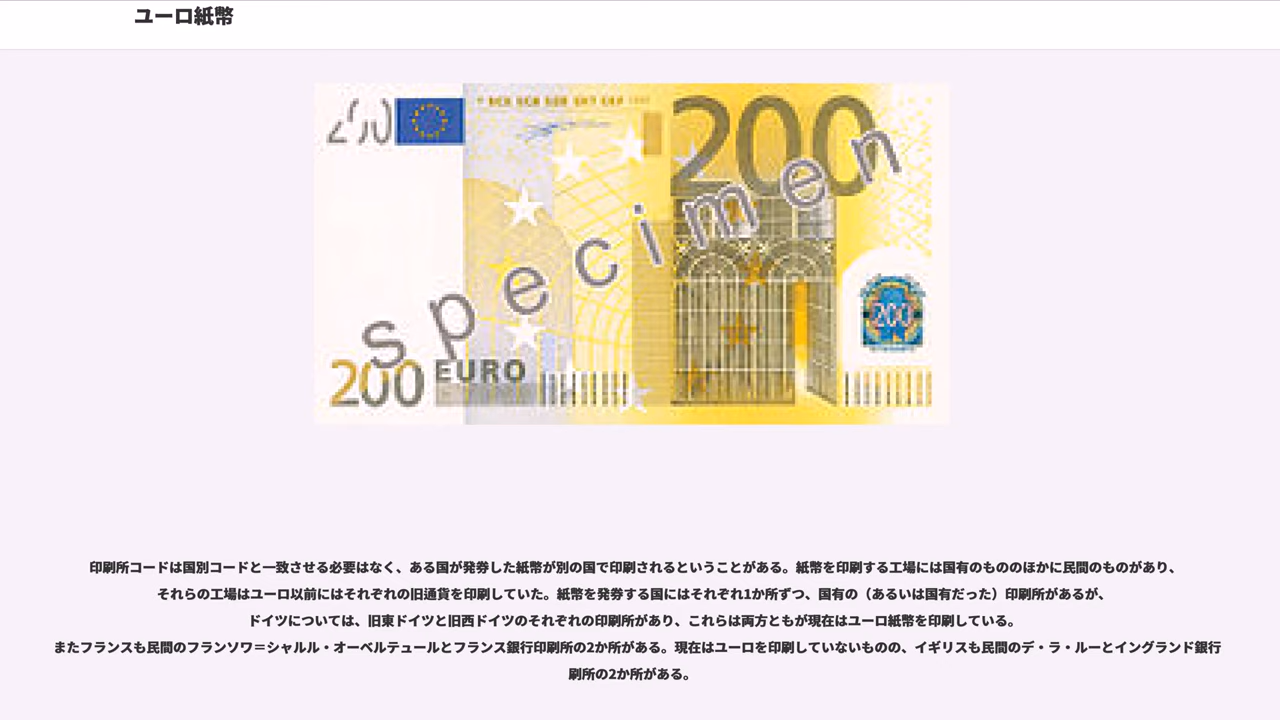 ユーロ紙幣
200
200
specimen
200
200 EURO
印刷所コードは国別コードと一致させる必要はなく、ある国が発券した紙幣が別の国で印刷されるということがある。紙幣を印刷する工場には国有のもののほかに民間のものがあり、
それらの工場はユーロ以前にはそれぞれの旧通貨を印刷していた。紙幣を発券する国にはそれぞれ1か所ずつ、国有の（あるいは国有だった）印刷所があるが、
ドイツについては、旧東ドイツと旧西ドイツのそれぞれの印刷所があり、これらは両方ともが現在はユーロ紙幣を印刷している。
またフランスも民間のフランソワ＝シャルル・オーベルテュールとフランス銀行印刷所の2か所がある。現在はユーロを印刷していないものの、イギリスも民間のデ・ラ・ルーとイングランド銀行
刷所の2か所がある。